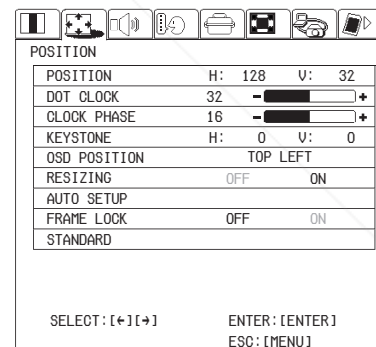 POSITION
POSITION H: 128 V: 32
DOT CLOCK 32 - +
CLOCK PHASE 16 - +
KEYSTONE H: 0 V: 0
OSD POSITION TOP LEFT
RESIZING OFF ON
AUTO SETUP
FRAME LOCK OFF ON
STANDARD
SELECT:[←][→] ENTER:[ENTER]
ESC:[MENU]